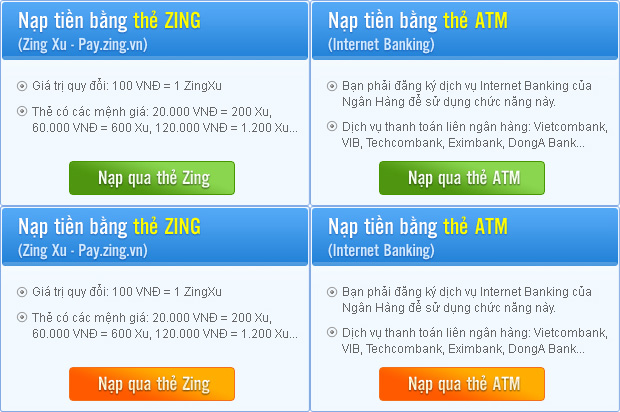 Nạp tiền bằng thẻ ZING
(Zing Xu - Pay.zing.vn)
Giá trị quy đổi: 100 VNĐ = 1 ZingXu
Thẻ có các mệnh giá: 20.000 VNĐ = 200 Xu,
60.000 VNĐ = 600 Xu, 120.000 VNĐ = 1.200 Xu...
Nạp qua thẻ Zing
Nạp tiền bằng thẻ ATM
(Internet Banking)
Bạn phải đăng ký dịch vụ Internet Banking của
Ngân Hàng để sử dụng chức năng này.
Dịch vụ thanh toán liên ngân hàng: Vietcombank,
VIB, Techcombank, Eximbank, DongA Bank...
Nạp qua thẻ ATM
Nạp tiền bằng thẻ ZING
(Zing Xu - Pay.zing.vn)
Giá trị quy đổi: 100 VNĐ = 1 ZingXu
Thẻ có các mệnh giá: 20.000 VNĐ = 200 Xu,
60.000 VNĐ = 600 Xu, 120.000 VNĐ = 1.200 Xu...
Nạp qua thẻ Zing
Nạp tiền bằng thẻ ATM
(Internet Banking)
Bạn phải đăng ký dịch vụ Internet Banking của
Ngân Hàng để sử dụng chức năng này.
Dịch vụ thanh toán liên ngân hàng: Vietcombank,
VIB, Techcombank, Eximbank, DongA Bank...
Nạp qua thẻ ATM